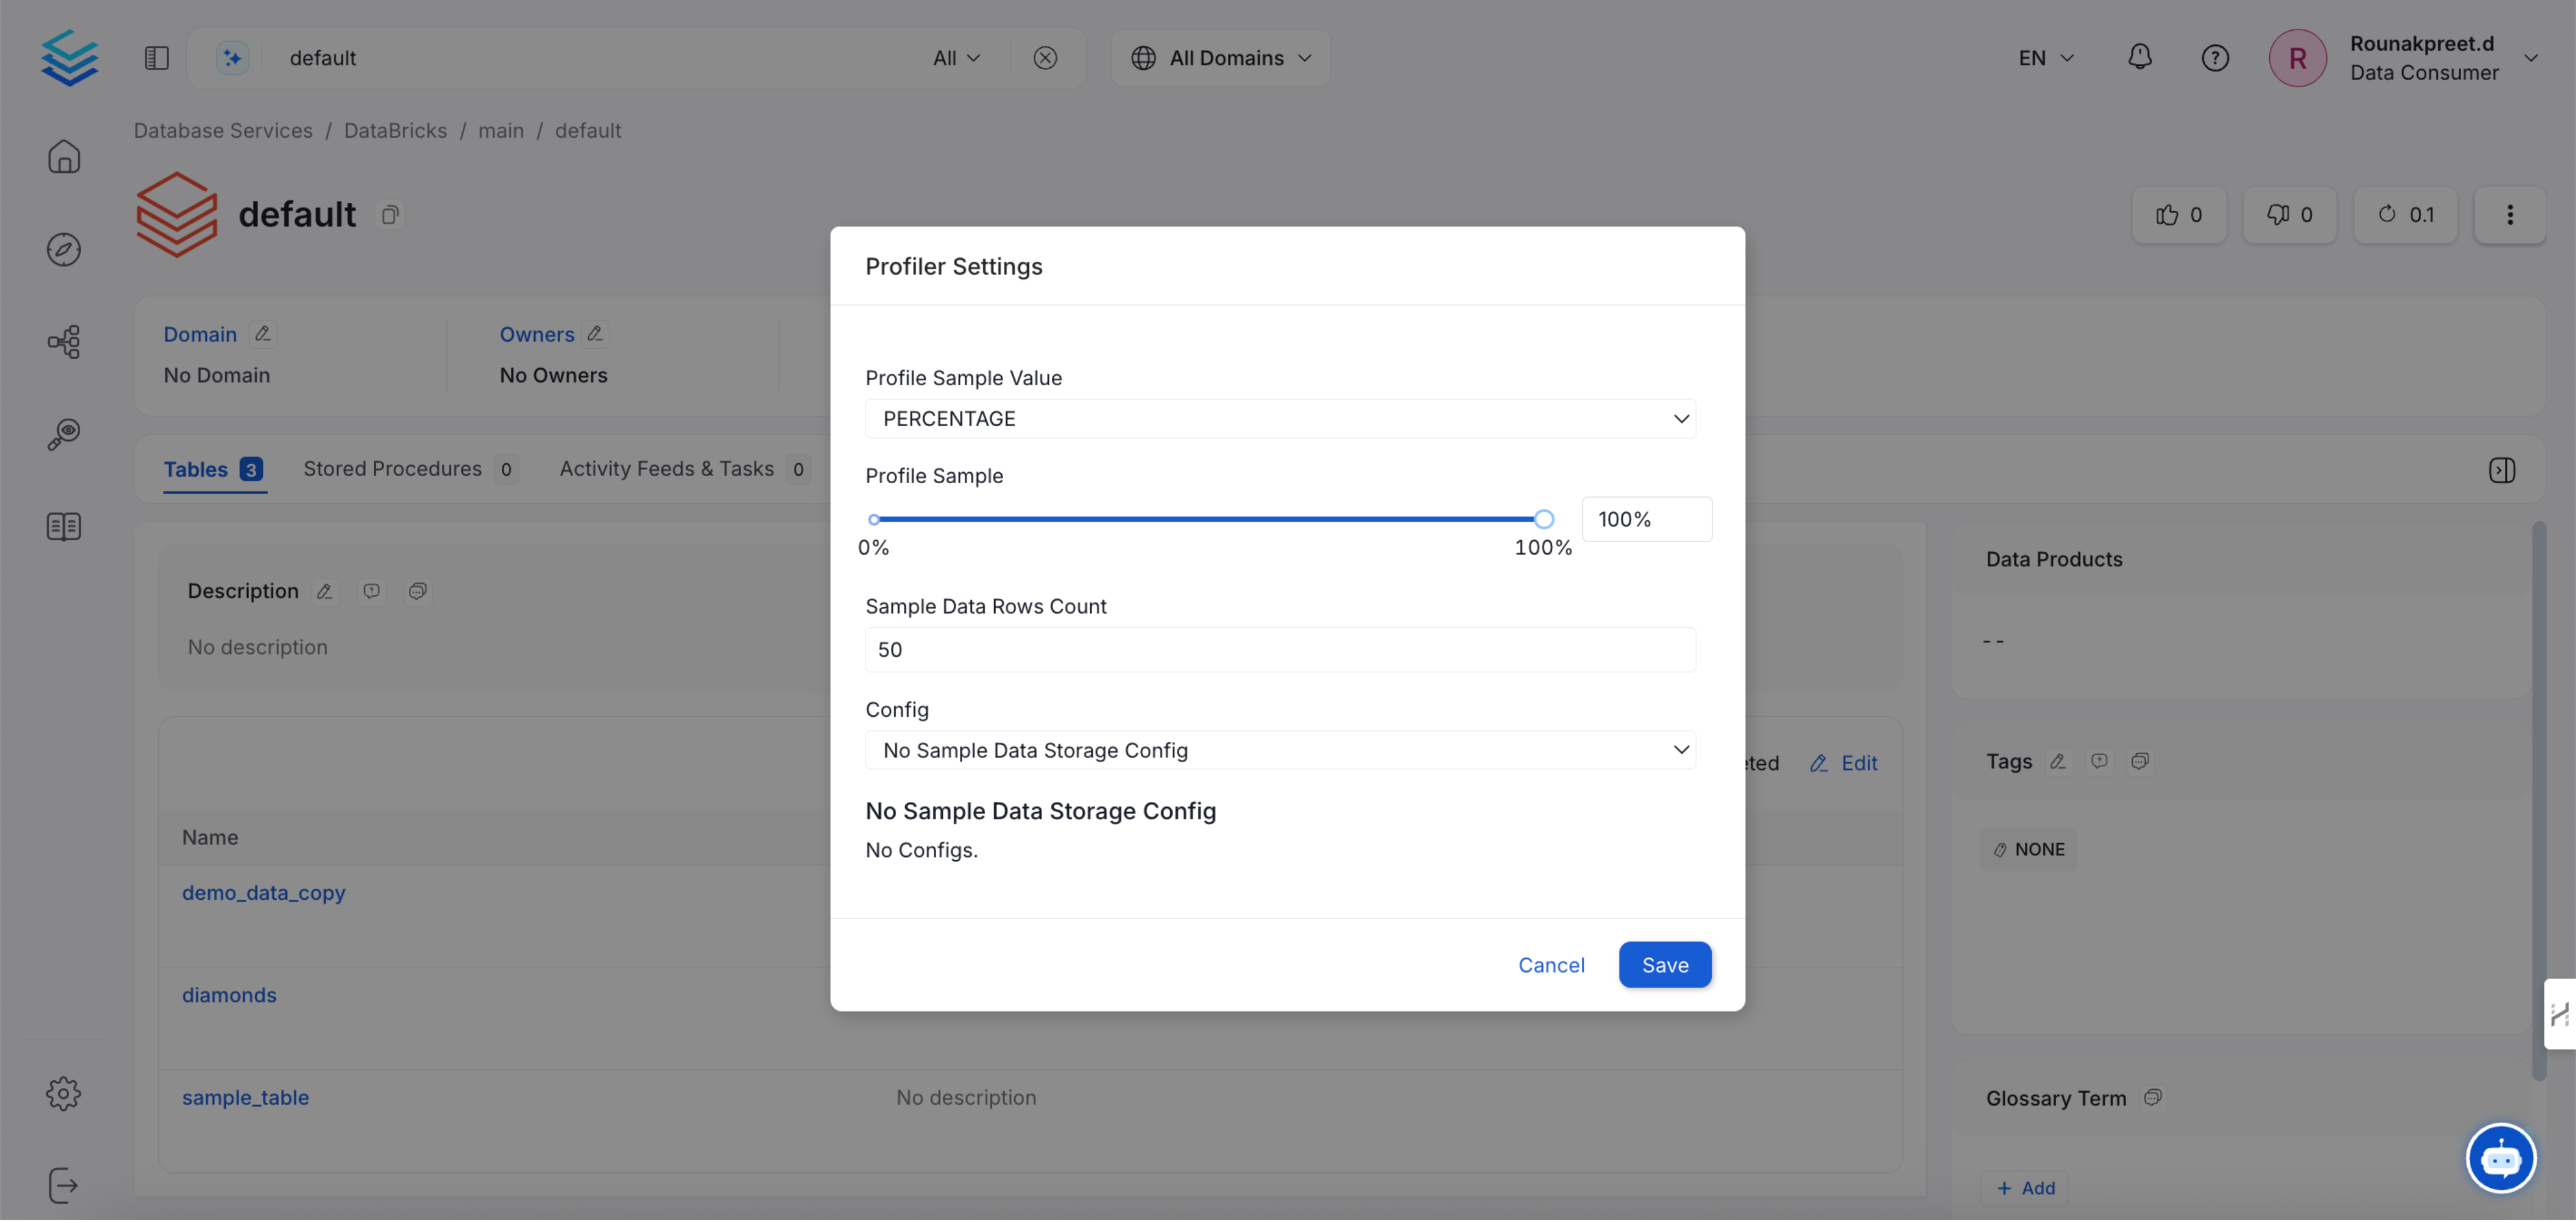 default
All
All Domains
EN
R
Rounakpreet.d
Data Consumer
Database Services / DataBricks / main / default
default
0
0
0.1
Domain
No Domain
Owners
No Owners
Tables 3
Stored Procedures 0
Activity Feeds & Tasks 0
Description
No description
eted
Edit
Name
demo_data_copy
diamonds
sample_table
No description
Profiler Settings
Profile Sample Value
PERCENTAGE
Profile Sample
100%
0%
100%
Sample Data Rows Count
50
Config
No Sample Data Storage Config
No Sample Data Storage Config
No Configs.
Cancel
Save
Data Products
--
Tags
NONE
Glossary Term
+ Add